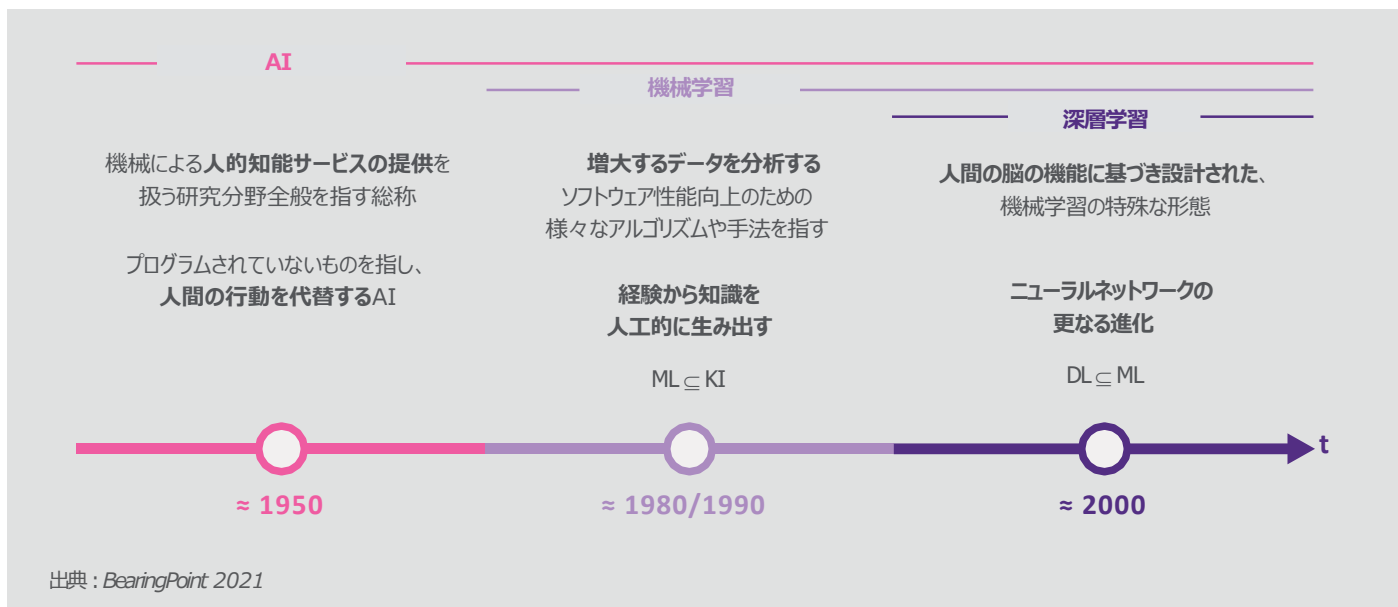 AI
機械学習
深層学習
機械による人的知能サービスの提供を
扱う研究分野全般を指す総称
プログラムされていないものを指し、
人間の行動を代替するAI
増大するデータを分析する
ソフトウェア性能向上のための
様々なアルゴリズムや手法を指す
経験から知識を
人工的に生み出す
ML ⊆ KI
人間の脳の機能に基づき設計された、
機械学習の特殊な形態
ニューラルネットワークの
更なる進化
DL ⊆ ML
t
≈ 1950
≈ 1980/1990
≈ 2000
出典 : BearingPoint 2021